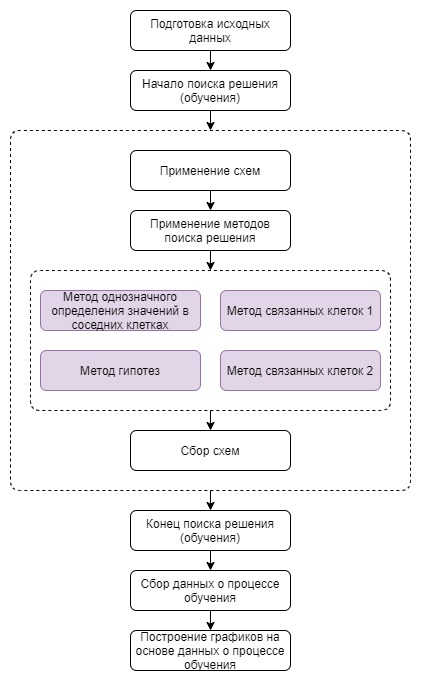 Подготовка исходных
данных
Начало поиска решения
(обучения)
Применение схем
Применение методов
поиска решения
Метод однозначного
определения значений в
соседних клетках
Метод связанных клеток 1
Метод гипотез
Метод связанных клеток 2
Сбор схем
Конец поиска решения
(обучения)
Сбор данных о процессе
обучения
Построение графиков на
основе данных о процессе
обучения